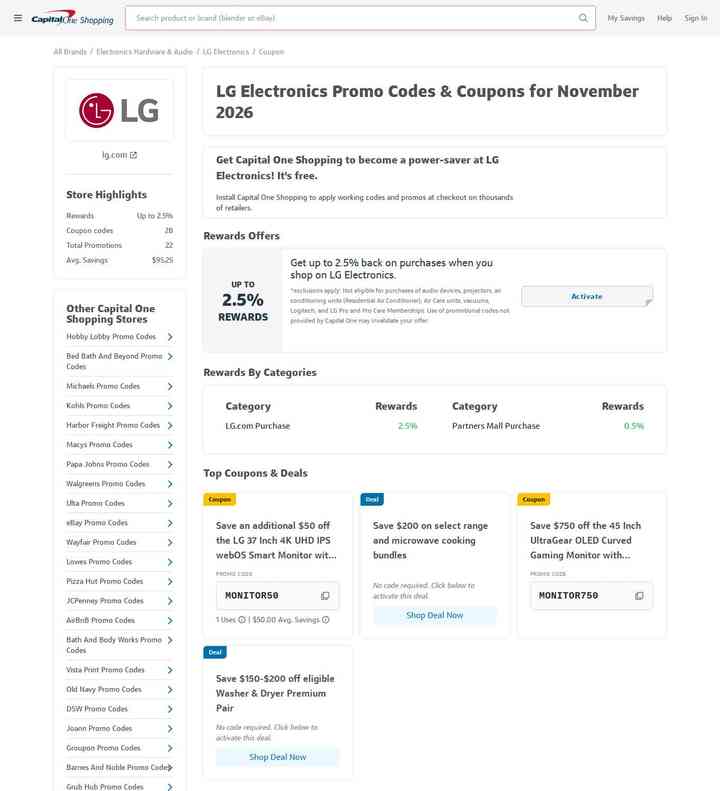 Capital One Shopping
Search product or brand (blender or eBay)
My Savings
Help
Sign In
All Brands / Electronics Hardware & Audio / LG Electronics / Coupon
LG
lg.com
Store Highlights
Rewards Up to 2.5%
Coupon codes 28
Total Promotions 22
Avg. Savings $95.25
Other Capital One
Shopping Stores
Hobby Lobby Promo Codes
Bed Bath And Beyond Promo
Codes
Michaels Promo Codes
Kohls Promo Codes
Harbor Freight Promo Codes
Macys Promo Codes
Papa Johns Promo Codes
Walgreens Promo Codes
Ulta Promo Codes
eBay Promo Codes
Wayfair Promo Codes
Lowes Promo Codes
Pizza Hut Promo Codes
JCPenney Promo Codes
AirBnB Promo Codes
Bath And Body Works Promo
Codes
Vista Print Promo Codes
Old Navy Promo Codes
DSW Promo Codes
Joann Promo Codes
Groupon Promo Codes
Barnes And Noble Promo Codes
Grub Hub Promo Codes
LG Electronics Promo Codes & Coupons for November
2026
Get Capital One Shopping to become a power-saver at LG
Electronics! It's free.
Install Capital One Shopping to apply working codes and promos at checkout on thousands
of retailers.
Rewards Offers
UP TO
2.5%
REWARDS
Get up to 2.5% back on purchases when you
shop on LG Electronics.
*exclusions apply*. Not eligible for purchases of audio devices, projectors, air
conditioning units (Residential Air Conditioner), Air Care units, vacuums,
Logitech, and LG Pro and Pro Care Memberships. Use of promotional codes not
provided by Capital One may invalidate your offer.
Activate
Rewards By Categories
Category Rewards
LG.com Purchase 2.5%
Category Rewards
Partners Mall Purchase 0.5%
Top Coupons & Deals
Coupon
Save an additional $50 off
the LG 37 Inch 4K UHD IPS
webOS Smart Monitor wit...
PROMO CODE
MONITOR50
1 Uses | $50.00 Avg. Savings
Deal
Save $200 on select range
and microwave cooking
bundles
No code required. Click below to
activate this deal.
Shop Deal Now
Coupon
Save $750 off the 45 Inch
UltraGear OLED Curved
Gaming Monitor with...
PROMO CODE
MONITOR750
Deal
Save $150-$200 off eligible
Washer & Dryer Premium
Pair
No code required. Click below to
activate this deal.
Shop Deal Now